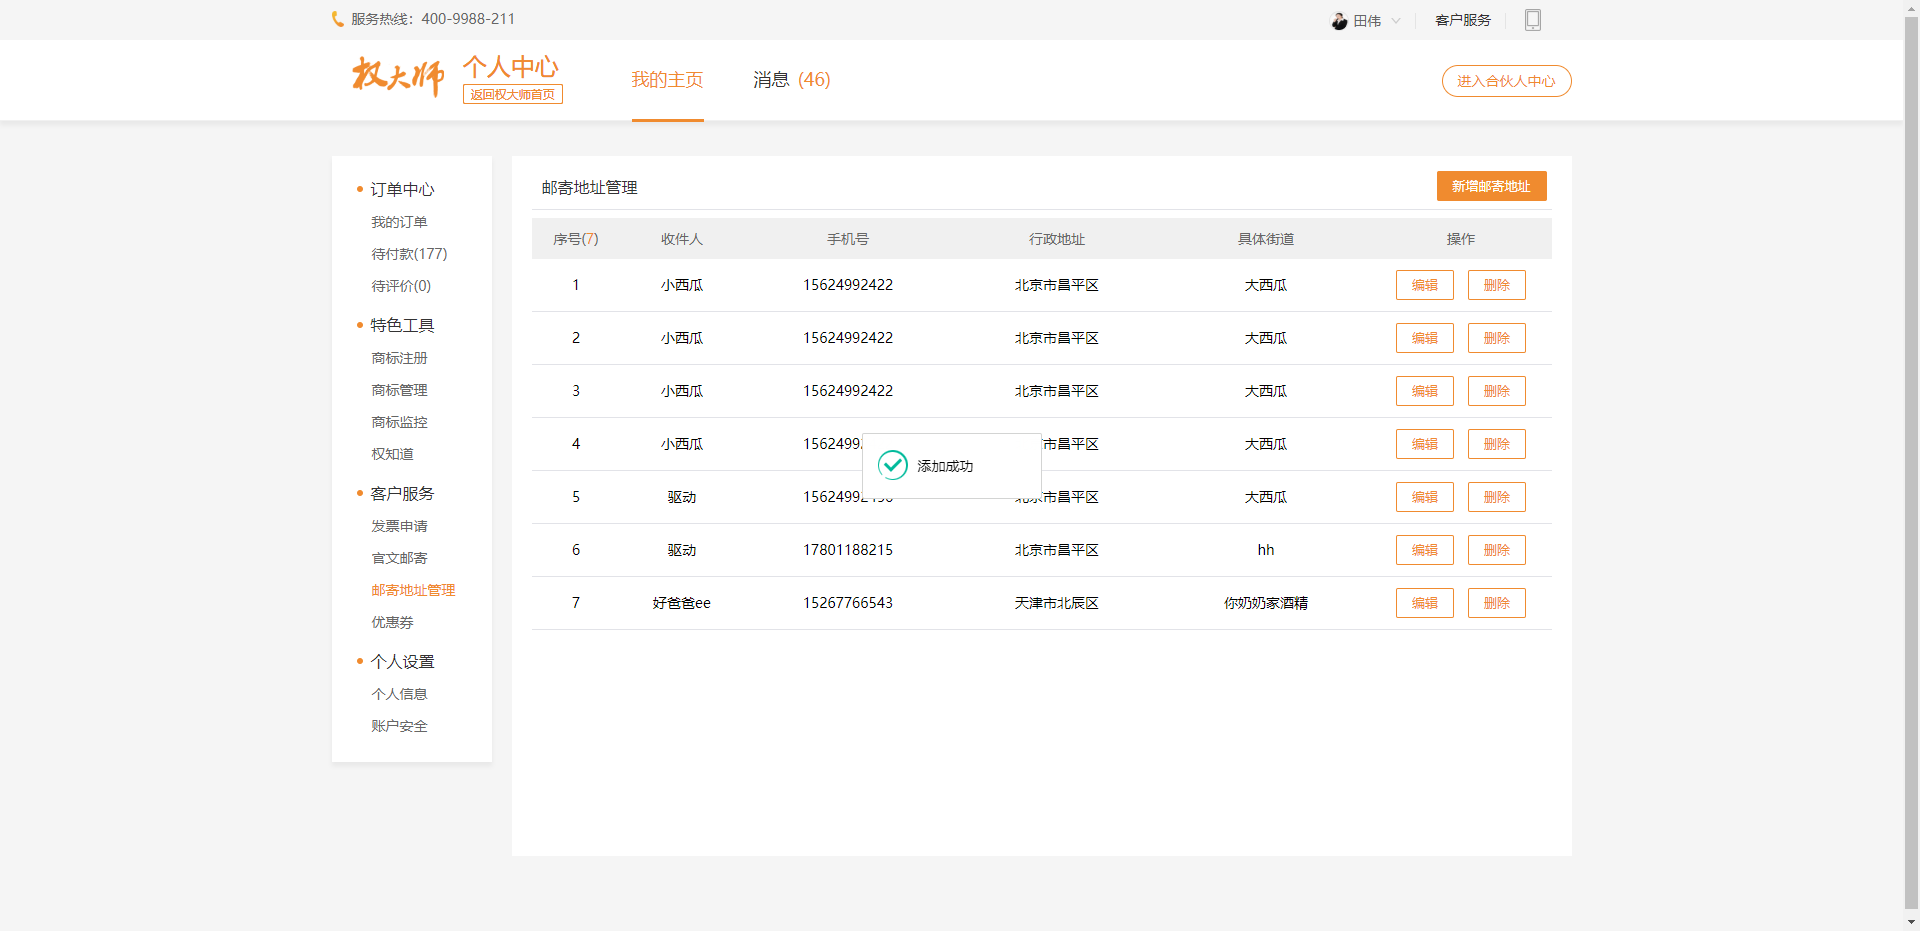 服务热线：400-9988-211
田伟
客户服务
权大师
个人中心
返回权大师首页
我的主页
消息 (46)
进入合伙人中心
订单中心
我的订单
待付款(177)
待评价(0)
特色工具
商标注册
商标管理
商标监控
权知道
客户服务
发票申请
官文邮寄
邮寄地址管理
优惠券
个人设置
个人信息
账户安全
邮寄地址管理
新增邮寄地址
序号(7) 收件人 手机号 行政地址 具体街道 操作
1 小西瓜 15624992422 北京市昌平区 大西瓜 编辑 删除
2 小西瓜 15624992422 北京市昌平区 大西瓜 编辑 删除
3 小西瓜 15624992422 北京市昌平区 大西瓜 编辑 删除
4 小西瓜 1562499 市昌平区 大西瓜 编辑 删除
添加成功
5 驱动 15624992 北京市昌平区 大西瓜 编辑 删除
6 驱动 17801188215 北京市昌平区 hh 编辑 删除
7 好爸爸ee 15267766543 天津市北辰区 你奶奶家酒精 编辑 删除